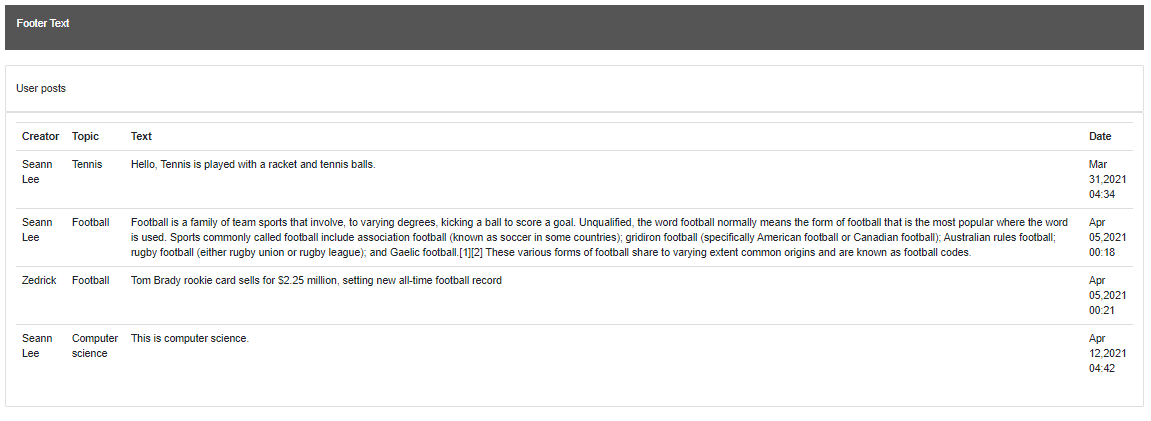 Footer Text
User posts
Creator Topic Text Date
Seann Lee Tennis Hello, Tennis is played with a racket and tennis balls. Mar 31,2021 04:34
Seann Lee Football Football is a family of team sports that involve, to varying degrees, kicking a ball to score a goal. Unqualified, the word football normally means the form of football that is the most popular where the word
is used. Sports commonly called football include association football (known as soccer in some countries); gridiron football (specifically American football or Canadian football); Australian rules football;
rugby football (either rugby union or rugby league); and Gaelic football.[1][2] These various forms of football share to varying extent common origins and are known as football codes. Apr 05,2021 00:18
Zedrick Football Tom Brady rookie card sells for $2.25 million, setting new all-time football record Apr 05,2021 00:21
Seann Lee Computer science This is computer science. Apr 12,2021 04:42